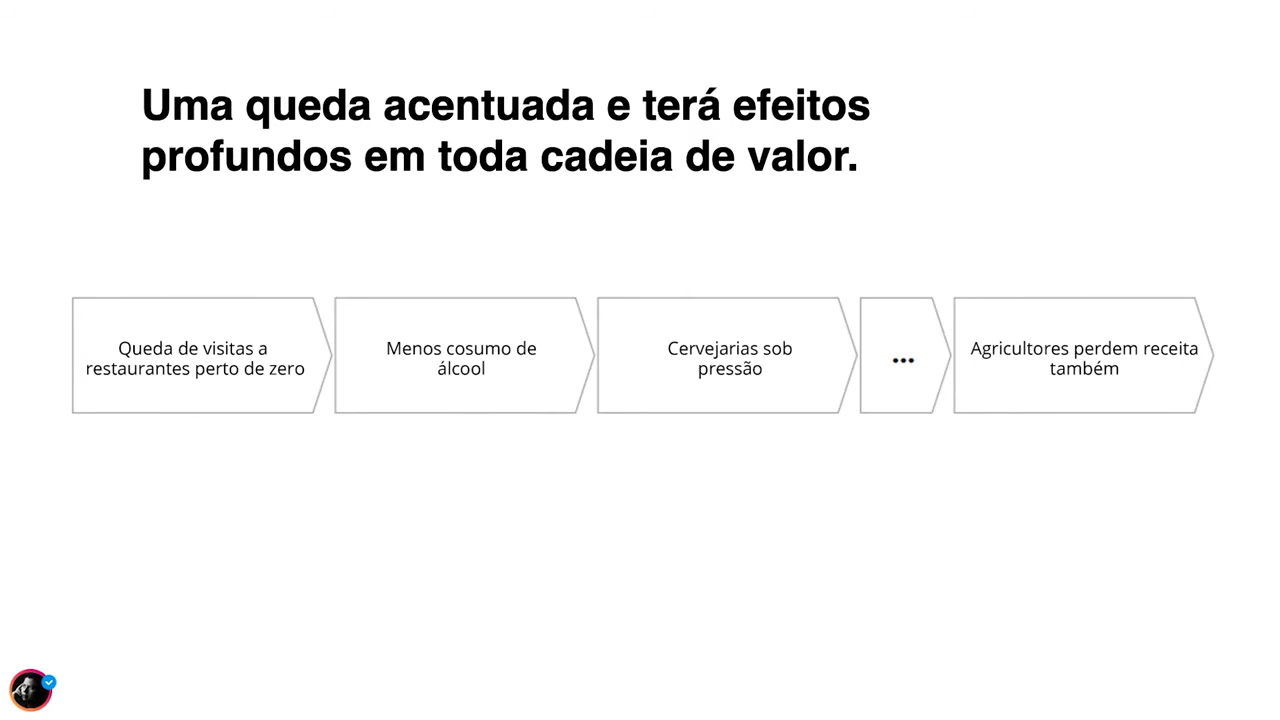 Uma queda acentuada e terá efeitos
profundos em toda cadeia de valor.
Queda de visitas a
restaurantes perto de zero
Menos cosumo de
álcool
Cervejarias sob
pressão
...
Agricultores perdem receita
também